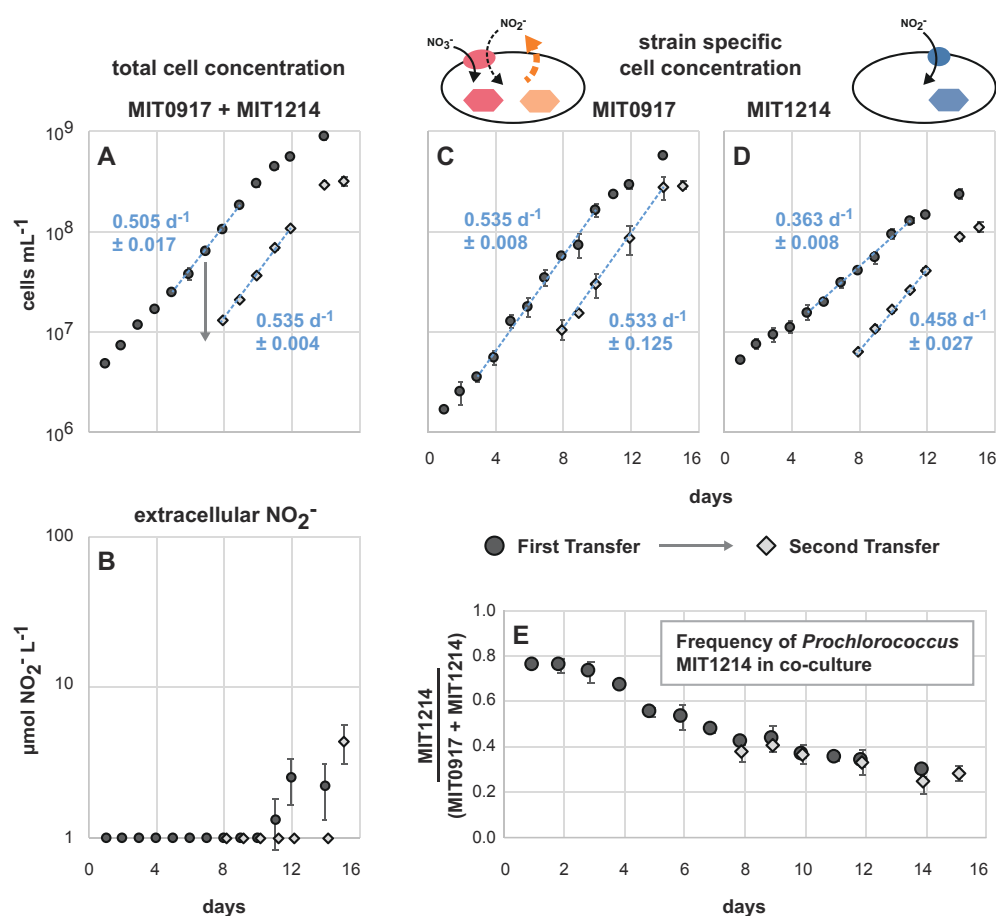 total cell concentration
MIT0917 + MIT1214
strain specific
cell concentration
NO3-
NO2-
MIT0917
MIT1214
NO2-
A
10^9
10^8
10^7
10^6
cells mL-1
0.505 d-1
± 0.017
0.535 d-1
± 0.004
C
0.535 d-1
± 0.008
0.533 d-1
± 0.125
0 4 8 12 16
D
0.363 d-1
± 0.008
0.458 d-1
± 0.027
0 4 8 12 16
days
extracellular NO2-
B
100
10
1
µmol NO2- L-1
0 4 8 12 16
days
First Transfer
Second Transfer
E
Frequency of Prochlorococcus
MIT1214 in co-culture
MIT1214
(MIT0917 + MIT1214)
1.0
0.8
0.6
0.4
0.2
0.0
0 2 4 6 8 10 12 14 16
days